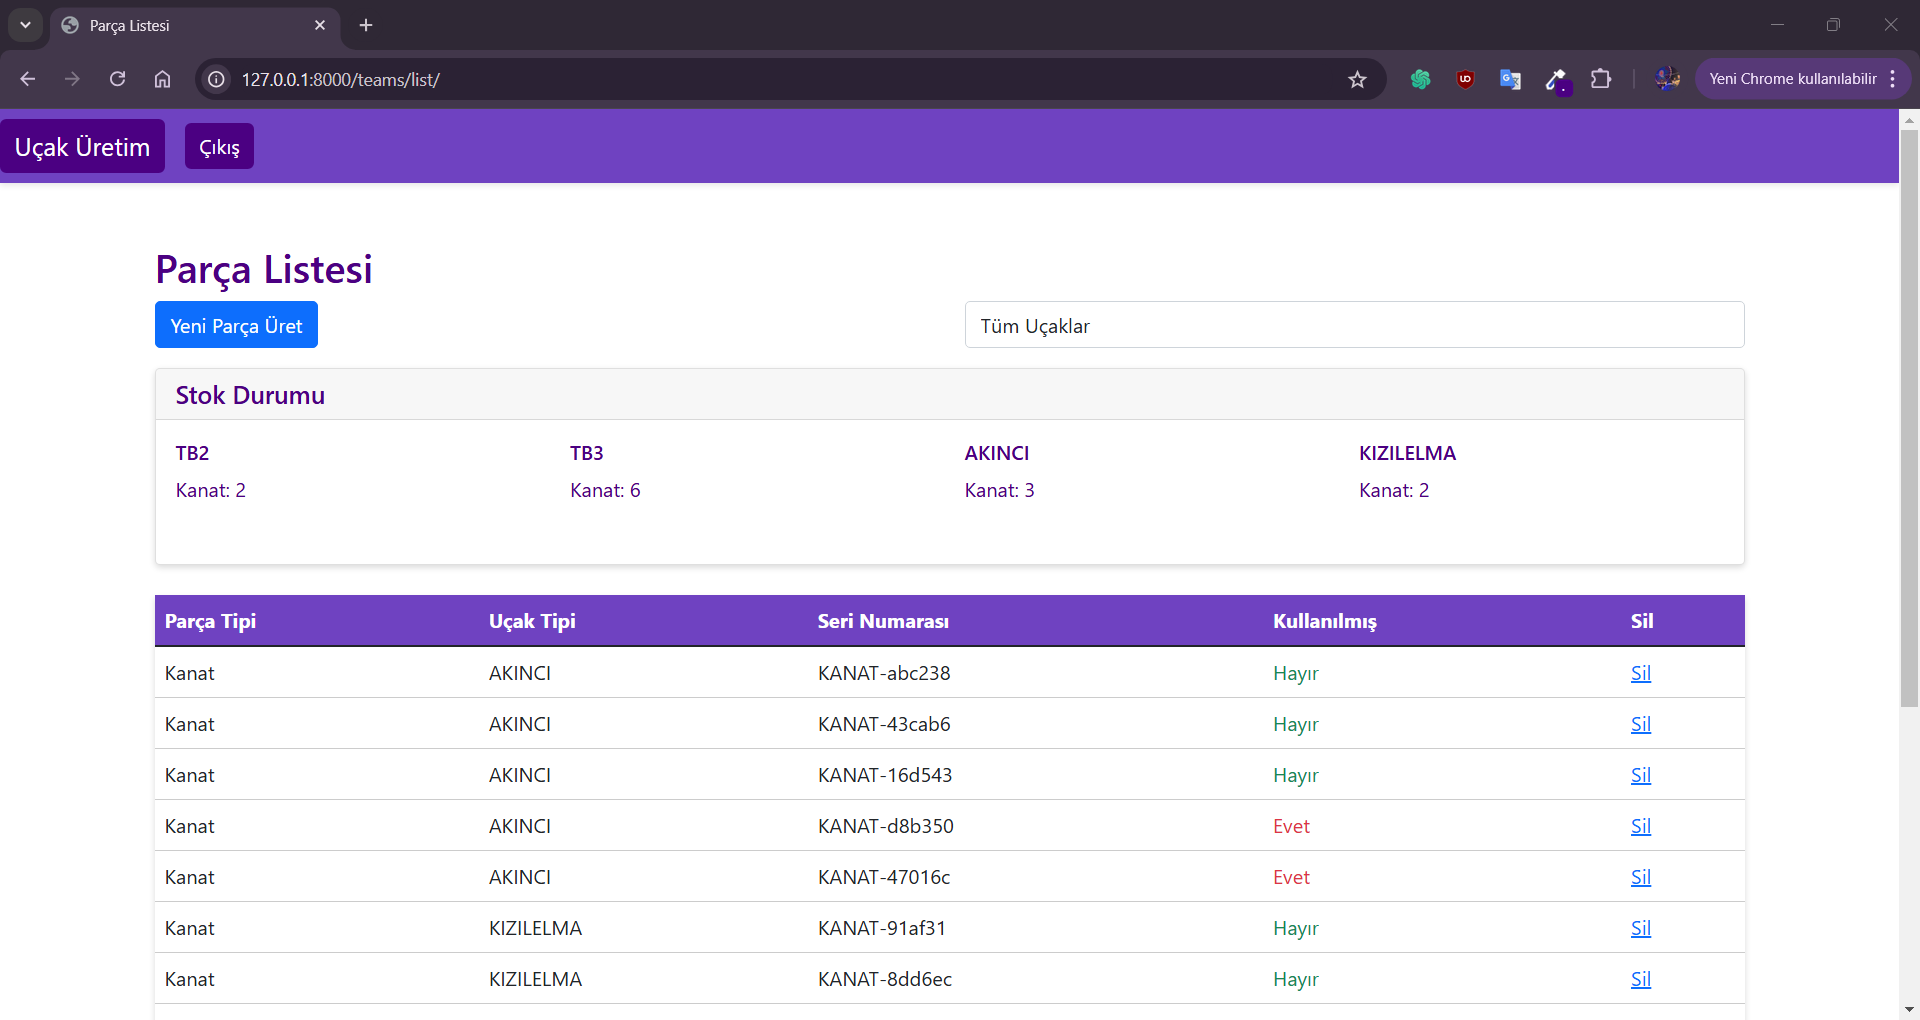 Parça Listesi
127.0.0.1:8000/teams/list/
Yeni Chrome kullanılabilir
Uçak Üretim Çıkış
Parça Listesi
Yeni Parça Üret Tüm Uçaklar
Stok Durumu
TB2 TB3 AKINCI KIZILELMA
Kanat: 2 Kanat: 6 Kanat: 3 Kanat: 2
Parça Tipi Uçak Tipi Seri Numarası Kullanılmış Sil
Kanat AKINCI KANAT-abc238 Hayır Sil
Kanat AKINCI KANAT-43cab6 Hayır Sil
Kanat AKINCI KANAT-16d543 Hayır Sil
Kanat AKINCI KANAT-d8b350 Evet Sil
Kanat AKINCI KANAT-47016c Evet Sil
Kanat KIZILELMA KANAT-91af31 Hayır Sil
Kanat KIZILELMA KANAT-8dd6ec Hayır Sil